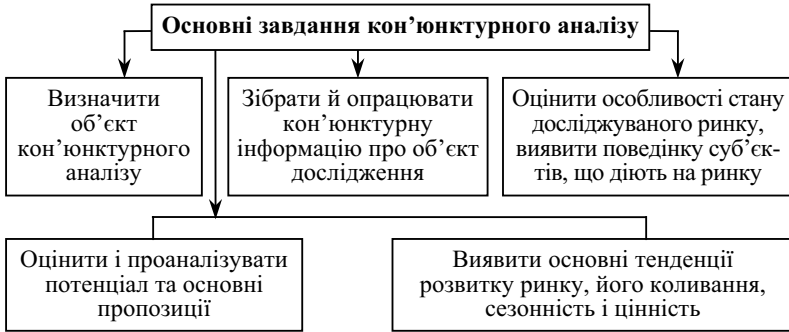 Основні завдання кон’юнктурного аналізу
Визначити
об’єкт
кон’юнктурного
аналізу
Зібрати й опрацювати
кон’юнктурну
інформацію про об’єкт
дослідження
Оцінити особливості стану
досліджуваного ринку,
виявити поведінку суб’єк-
тів, що діють на ринку
Оцінити і проаналізувати
потенціал та основні
пропозиції
Виявити основні тенденції
розвитку ринку, його коливання,
сезонність і цінність